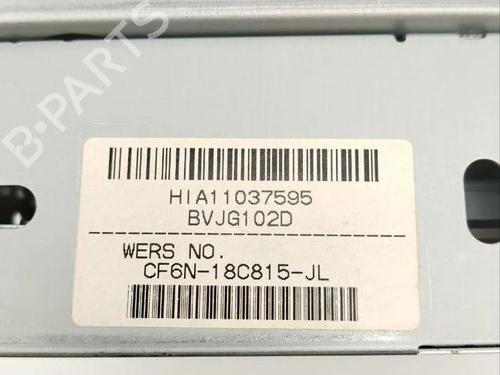 B-PARTS
HIA11037595
BVJG102D
WERS NO.
CF6N-18C815-JL